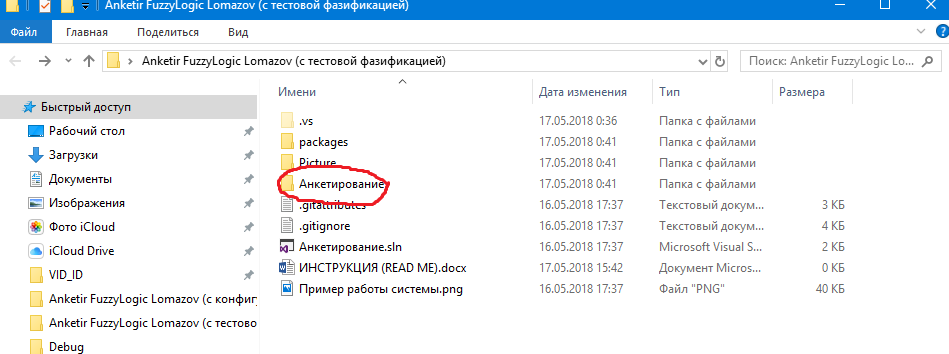 Anketir FuzzyLogic Lomazov (с тестовой фазификацией)
Файл Главная Поделиться Вид
Anketir FuzzyLogic Lomazov (с тестовой фазификацией)
Поиск: Anketir FuzzyLogic Lo...
Имени Дата изменения Тип Размер
Быстрый доступ
Рабочий стол
Загрузки
Документы
Изображения
Фото iCloud
iCloud Drive
VID_ID
Anketir FuzzyLogic Lomazov (с конфиг
Anketir FuzzyLogic Lomazov (с тестово
Debug
.vs 17.05.2018 0:36 Папка с файлами
packages 17.05.2018 0:41 Папка с файлами
Picture 17.05.2018 0:41 Папка с файлами
Анкетирование 17.05.2018 0:41 Папка с файлами
.gitattributes 16.05.2018 17:37 Текстовый докум... 3 КБ
.gitignore 16.05.2018 17:37 Текстовый докум... 4 КБ
Анкетирование.sln 16.05.2018 17:37 Microsoft Visual S... 2 КБ
ИНСТРУКЦИЯ (READ ME).docx 17.05.2018 15:42 Документ Micros... 0 КБ
Пример работы системы.png 16.05.2018 17:37 Файл "PNG" 40 КБ